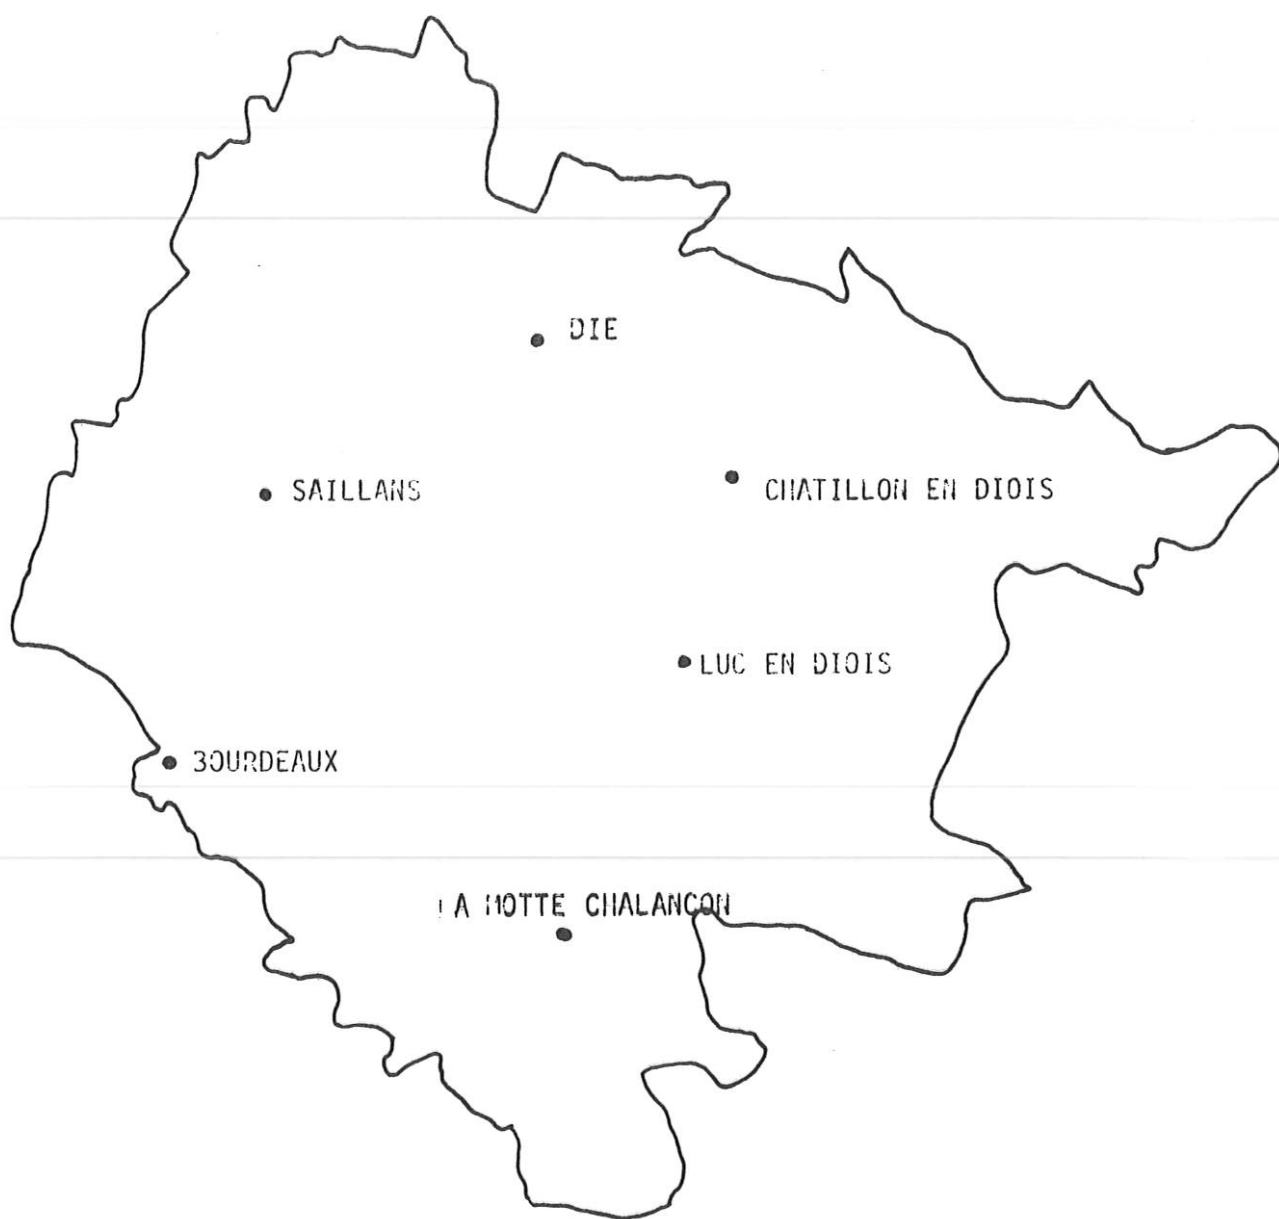 DIE
SAILLANS
CHATILLON EN DIOIS
LUC EN DIOIS
BOURDEAUX
LA MOTTE CHALANCON